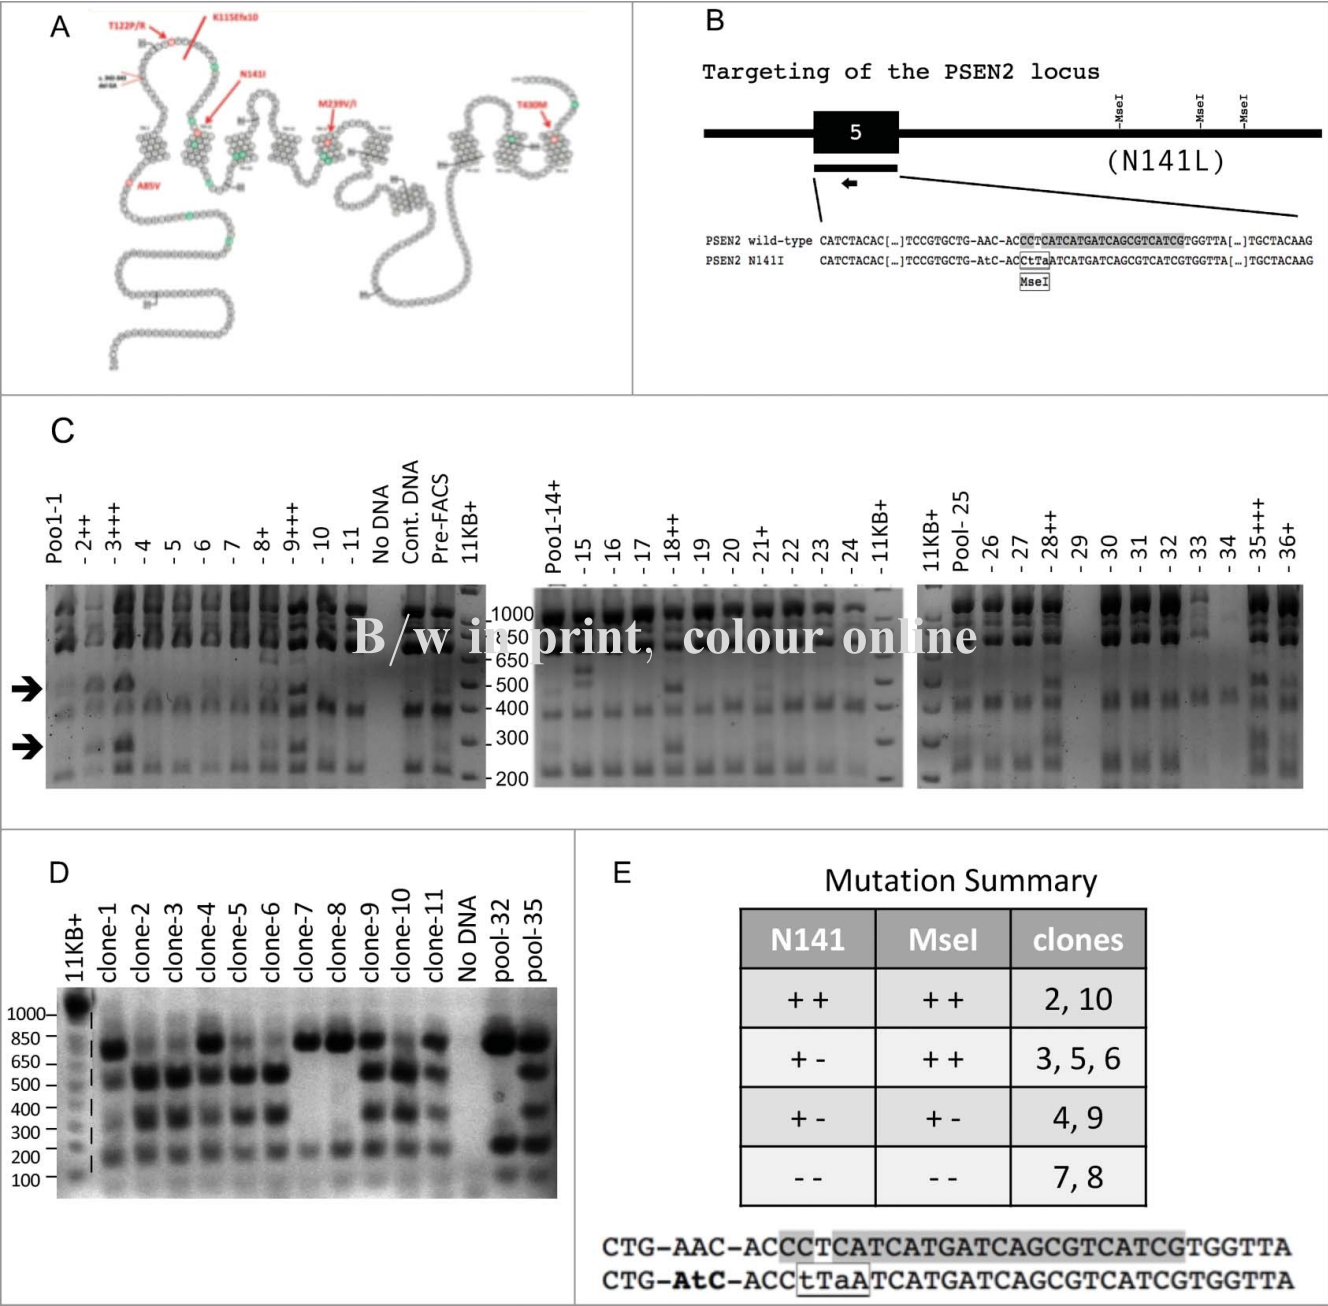 A
T122P/R
K115Efx10
N141I
M239V/I
T430M
A85V
B
Targeting of the PSEN2 locus
5
-MseI
-MseI
-MseI
(N141L)
PSEN2 wild-type CATCTACAC[…]TCCGTGCTG-AAC-ACCCTCATCATGATCAGCGTCATCGTGGTTA[…]TGCTACAAG
PSEN2 N141I CATCTACAC[…]TCCGTGCTG-AtC-ACCtTaATCATGATCAGCGTCATCGTGGTTA[…]TGCTACAAG
MseI
C
Poo1-1
- 2++
- 3+++
- 4
- 5
- 6
- 7
- 8+
- 9+++
- 10
- 11
No DNA
Cont. DNA
Pre-FACS
11KB+
Poo1-14+
- 15
- 16
- 17
- 18++
- 19
- 20
- 21+
- 22
- 23
- 24
- 11KB+
11KB+
Pool- 25
- 26
- 27
- 28++
- 29
- 30
- 31
- 32
- 33
- 34
- 35+++
- 36+
1000
850
650
500
400
300
200
B/w in print, colour online
D
11KB+
clone-1
clone-2
clone-3
clone-4
clone-5
clone-6
clone-7
clone-8
clone-9
clone-10
clone-11
No DNA
pool-32
pool-35
1000
850
650
500
400
300
200
100
E
Mutation Summary
N141 MseI clones
+ + + + 2, 10
+ - + + 3, 5, 6
+ - + - 4, 9
- - - - 7, 8
CTG-AAC-ACCCTCATCATGATCAGCGTCATCGTGGTTA
CTG-AtC-ACCtTaATCATGATCAGCGTCATCGTGGTTA